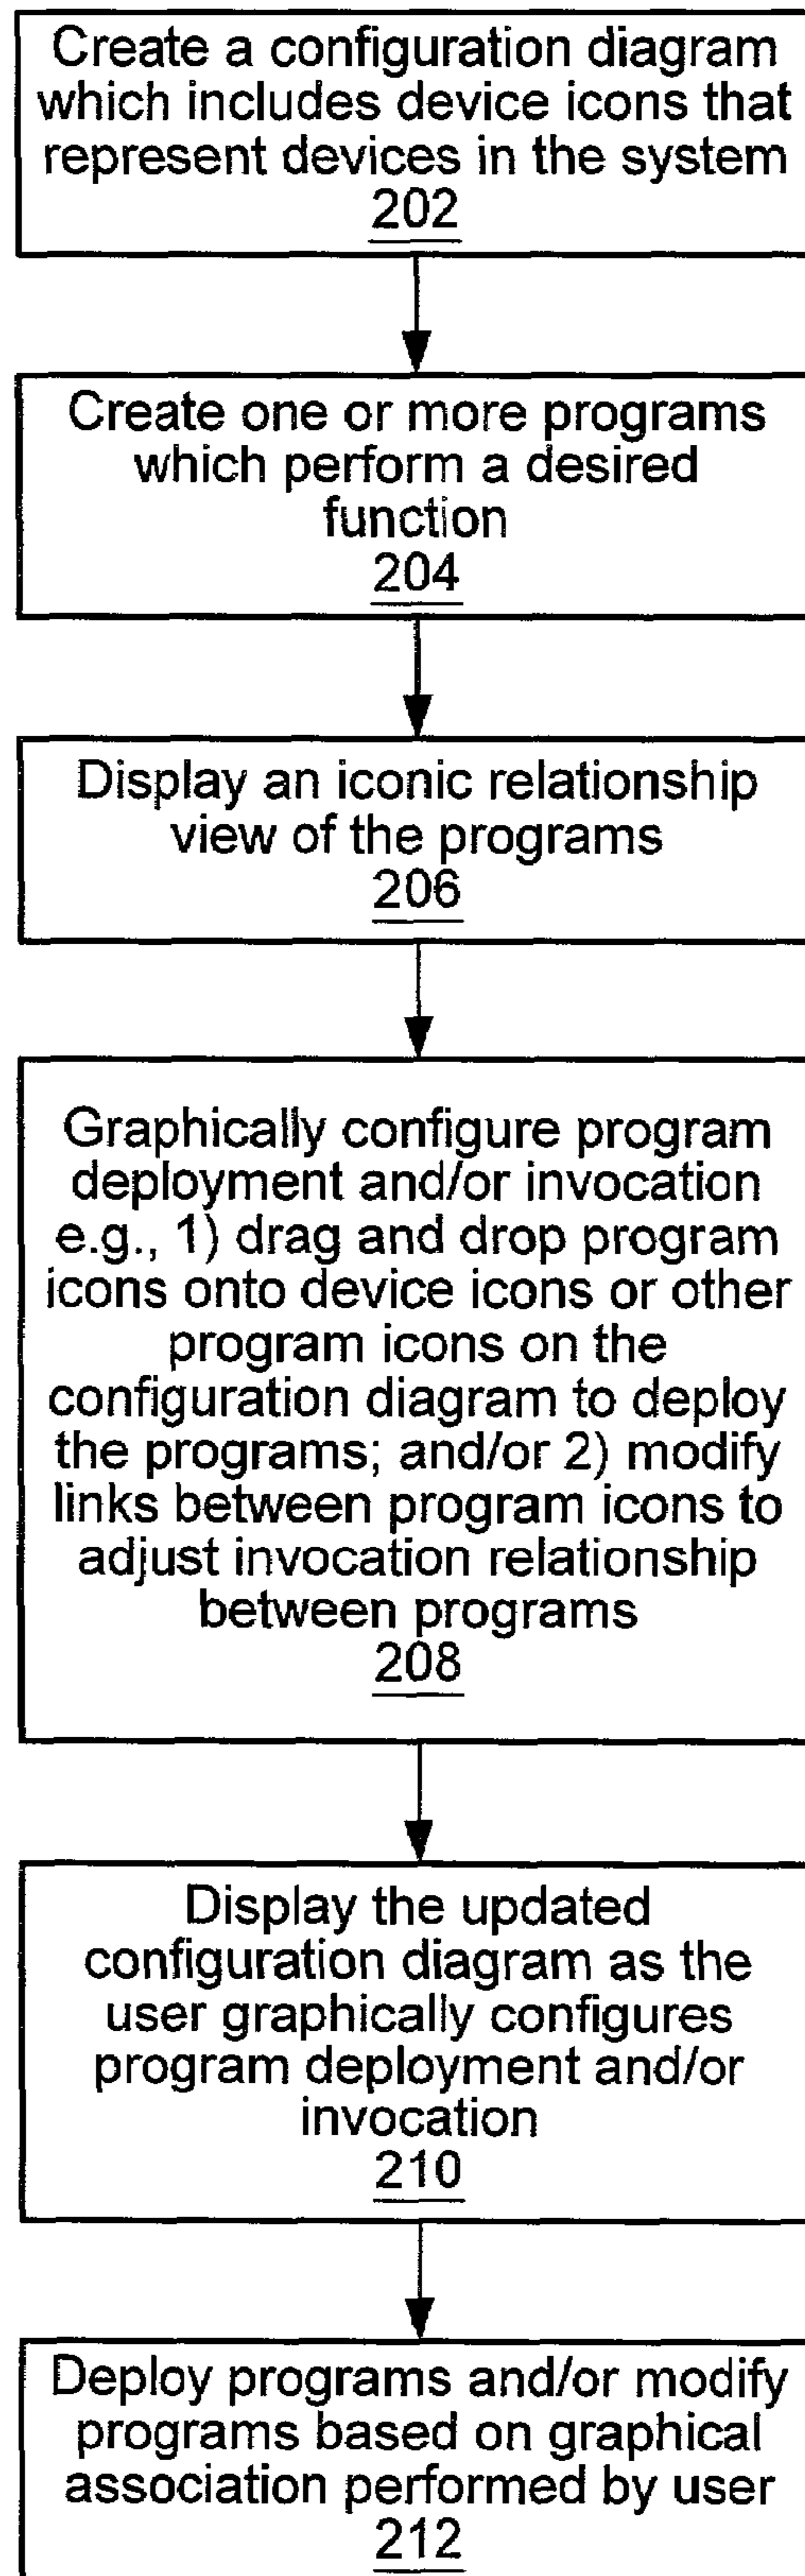 Create a configuration diagram
which includes device icons that
represent devices in the system
202
Create one or more programs
which perform a desired
function
204
Display an iconic relationship
view of the programs
206
Graphically configure program
deployment and/or invocation
e.g., 1) drag and drop program
icons onto device icons or other
program icons on the
configuration diagram to deploy
the programs; and/or 2) modify
links between program icons to
adjust invocation relationship
between programs
208
Display the updated
configuration diagram as the
user graphically configures
program deployment and/or
invocation
210
Deploy programs and/or modify
programs based on graphical
association performed by user
212